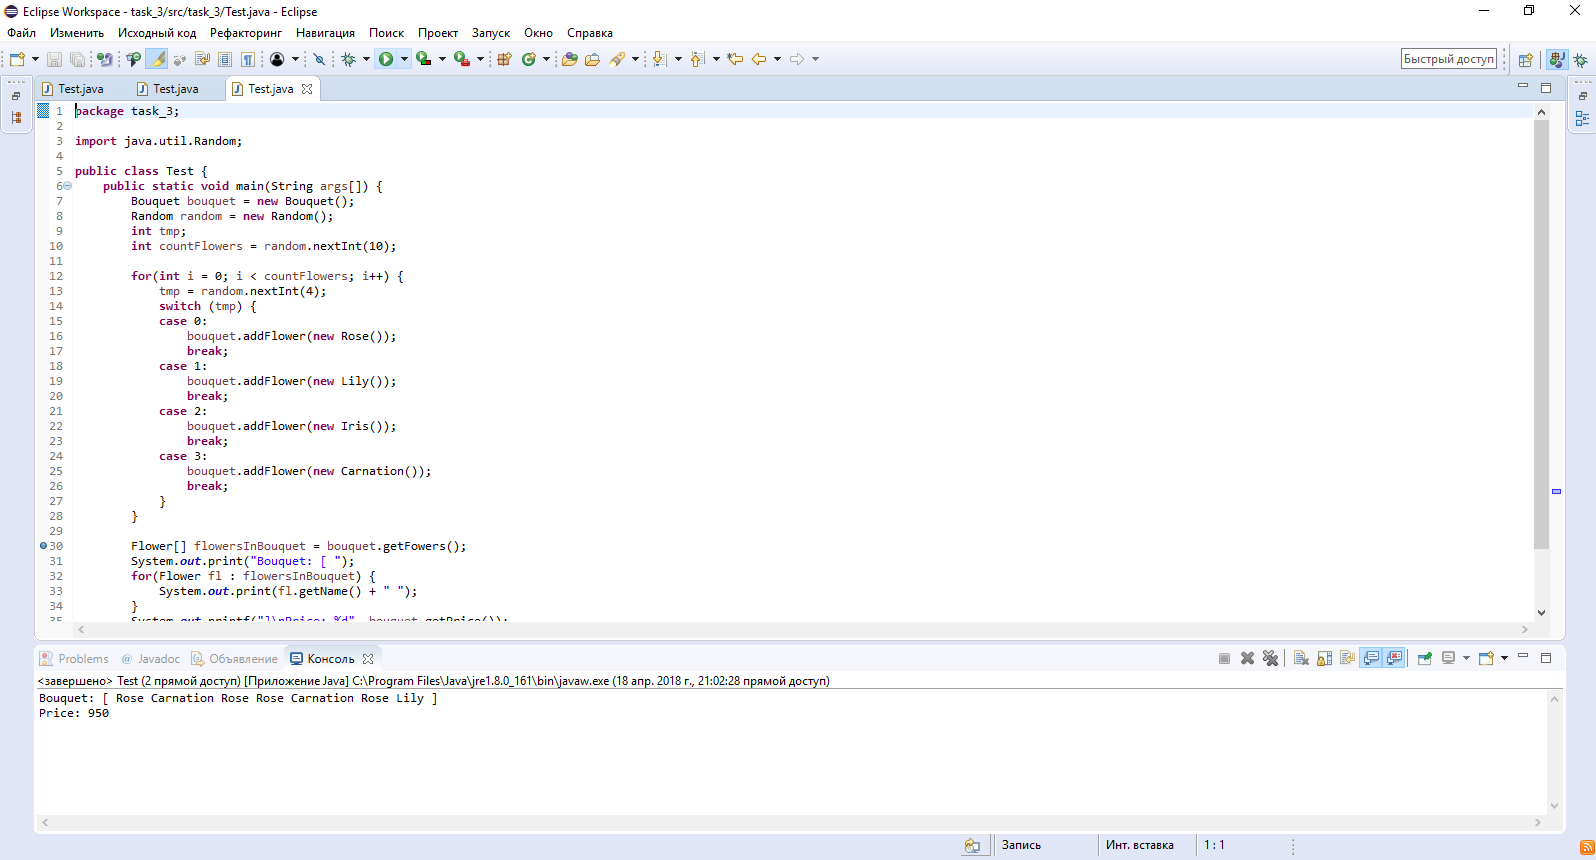 Eclipse Workspace - task_3/src/task_3/Test.java - Eclipse
Файл Изменить Исходный код Рефакторинг Навигация Поиск Проект Запуск Окно Справка
Быстрый доступ
Test.java Test.java Test.java
1 package task_3;
2
3 import java.util.Random;
4
5 public class Test {
6 public static void main(String args[]) {
7 Bouquet bouquet = new Bouquet();
8 Random random = new Random();
9 int tmp;
10 int countFlowers = random.nextInt(10);
11
12 for(int i = 0; i < countFlowers; i++) {
13 tmp = random.nextInt(4);
14 switch (tmp) {
15 case 0:
16 bouquet.addFlower(new Rose());
17 break;
18 case 1:
19 bouquet.addFlower(new Lily());
20 break;
21 case 2:
22 bouquet.addFlower(new Iris());
23 break;
24 case 3:
25 bouquet.addFlower(new Carnation());
26 break;
27 }
28 }
29
30 Flower[] flowersInBouquet = bouquet.getFowers();
31 System.out.print("Bouquet: [ ");
32 for(Flower fl : flowersInBouquet) {
33 System.out.print(fl.getName() + " ");
34 }
35 System.out.printf("]\nPrice: %d", bouquet.getPrice());
Problems @ Javadoc Объявление Консоль
<завершено> Test (2 прямой доступ) [Приложение Java] C:\Program Files\Java\jre1.8.0_161\bin\javaw.exe (18 апр. 2018 г., 21:02:28 прямой доступ)
Bouquet: [ Rose Carnation Rose Rose Carnation Rose Lily ]
Price: 950
Запись Инт. вставка 1 : 1